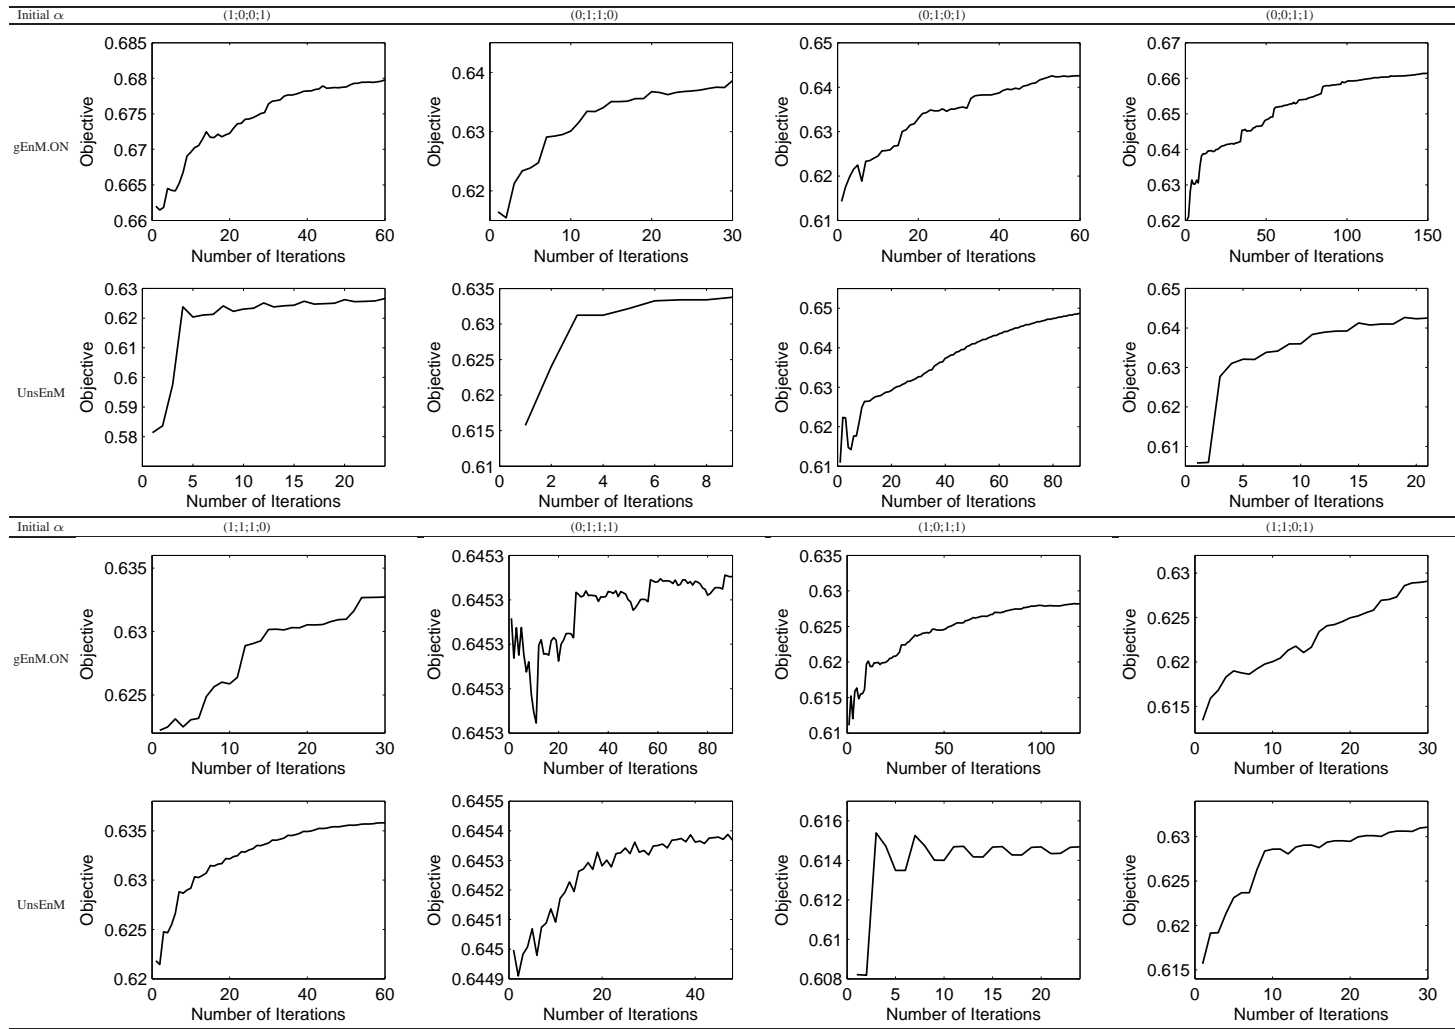 Initial α (1;0;0;1) (0;1;1;0) (0;1;0;1) (0;0;1;1)
gEnM.ON
Objective
0.685
0.68
0.675
0.67
0.665
0.66
0 20 40 60
Number of Iterations
Objective
0.64
0.63
0.62
0 10 20 30
Number of Iterations
Objective
0.65
0.64
0.63
0.62
0.61
0 20 40 60
Number of Iterations
Objective
0.67
0.66
0.65
0.64
0.63
0.62
0 50 100 150
Number of Iterations
UnsEnM
Objective
0.63
0.62
0.61
0.6
0.59
0.58
0 5 10 15 20
Number of Iterations
Objective
0.635
0.63
0.625
0.62
0.615
0.61
0 2 4 6 8
Number of Iterations
Objective
0.65
0.64
0.63
0.62
0.61
0 20 40 60 80
Number of Iterations
Objective
0.65
0.64
0.63
0.62
0.61
0 5 10 15 20
Number of Iterations
Initial α (1;1;1;0) (0;1;1;1) (1;0;1;1) (1;1;0;1)
gEnM.ON
Objective
0.635
0.63
0.625
0 10 20 30
Number of Iterations
Objective
0.6453
0.6453
0.6453
0.6453
0.6453
0 20 40 60 80
Number of Iterations
Objective
0.635
0.63
0.625
0.62
0.615
0.61
0 50 100
Number of Iterations
Objective
0.63
0.625
0.62
0.615
0 10 20 30
Number of Iterations
UnsEnM
Objective
0.635
0.63
0.625
0.62
0 20 40 60
Number of Iterations
Objective
0.6455
0.6454
0.6453
0.6452
0.6451
0.645
0.6449
0 20 40
Number of Iterations
Objective
0.616
0.614
0.612
0.61
0.608
0 5 10 15 20
Number of Iterations
Objective
0.63
0.625
0.62
0.615
0 10 20 30
Number of Iterations